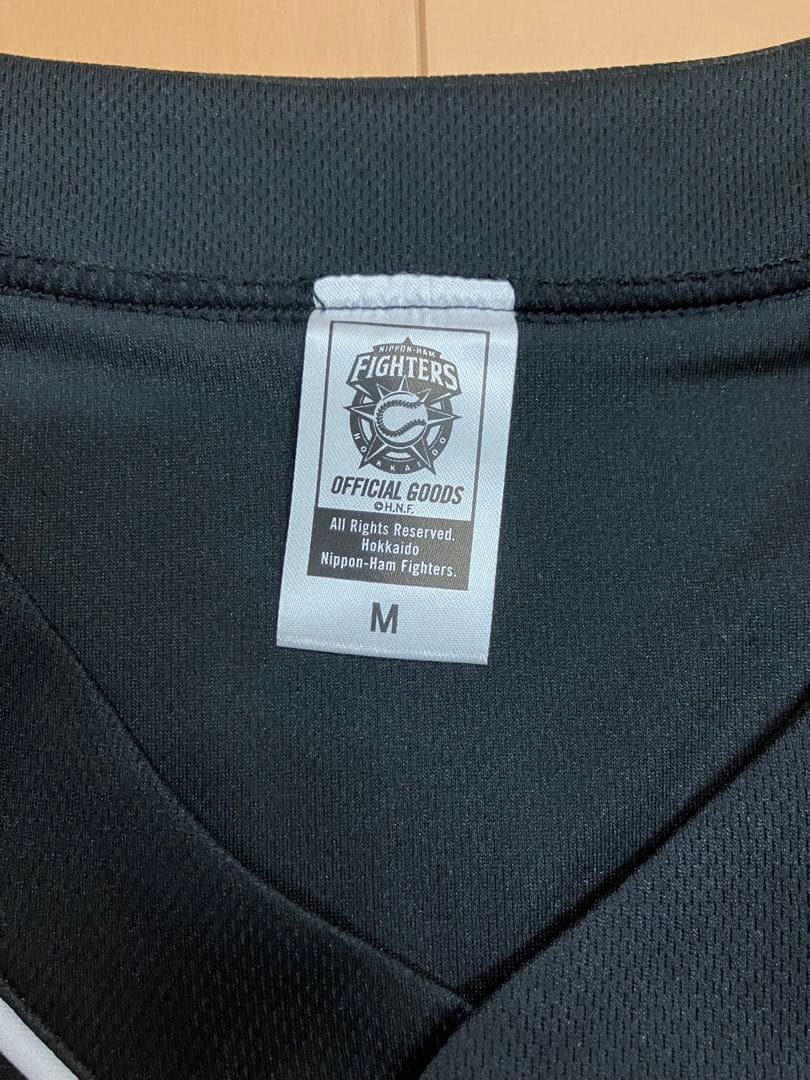 NIPPON-HAM
FIGHTERS
HOKKAIDO
OFFICIAL GOODS
©H.N.F.
All Rights Reserved.
Hokkaido
Nippon-Ham Fighters.
M